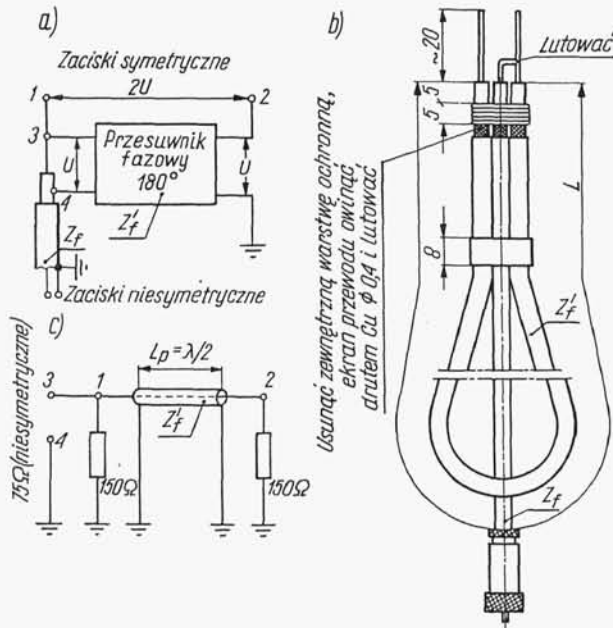 a)
Zaciski symetryczne
2U
1
2
3
U
Przesuwnik
fazowy
180°
Z'f
U
4
Zf
Zaciski niesymetryczne
b)
~20
Lutować
5
5
Usunąć zewnętrzną warstwę ochronną,
ekran przewodu owinąć
drutem Cu ϕ 0,4 i lutować
L
8
Z'f
Zf
c)
Lp = λ/2
3
1
2
Z'f
4
75Ω(niesymetryczne)
150Ω
150Ω